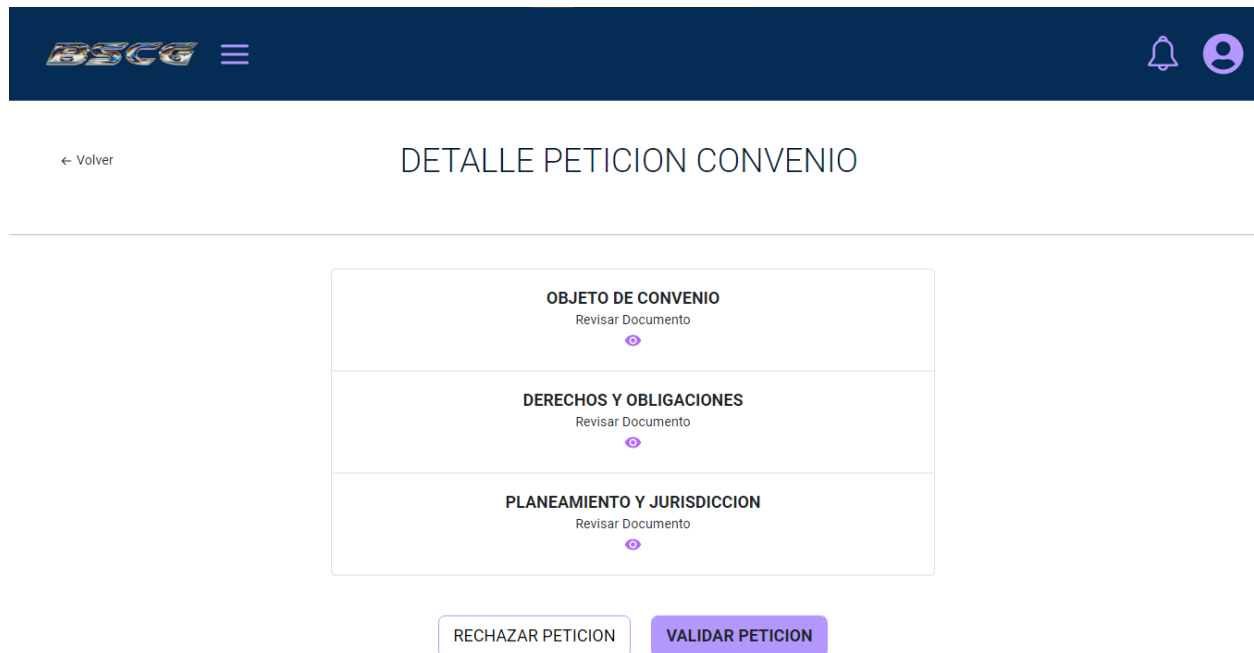 BSCG
← Volver
DETALLE PETICION CONVENIO
OBJETO DE CONVENIO
Revisar Documento
DERECHOS Y OBLIGACIONES
Revisar Documento
PLANEAMIENTO Y JURISDICCION
Revisar Documento
RECHAZAR PETICION
VALIDAR PETICION